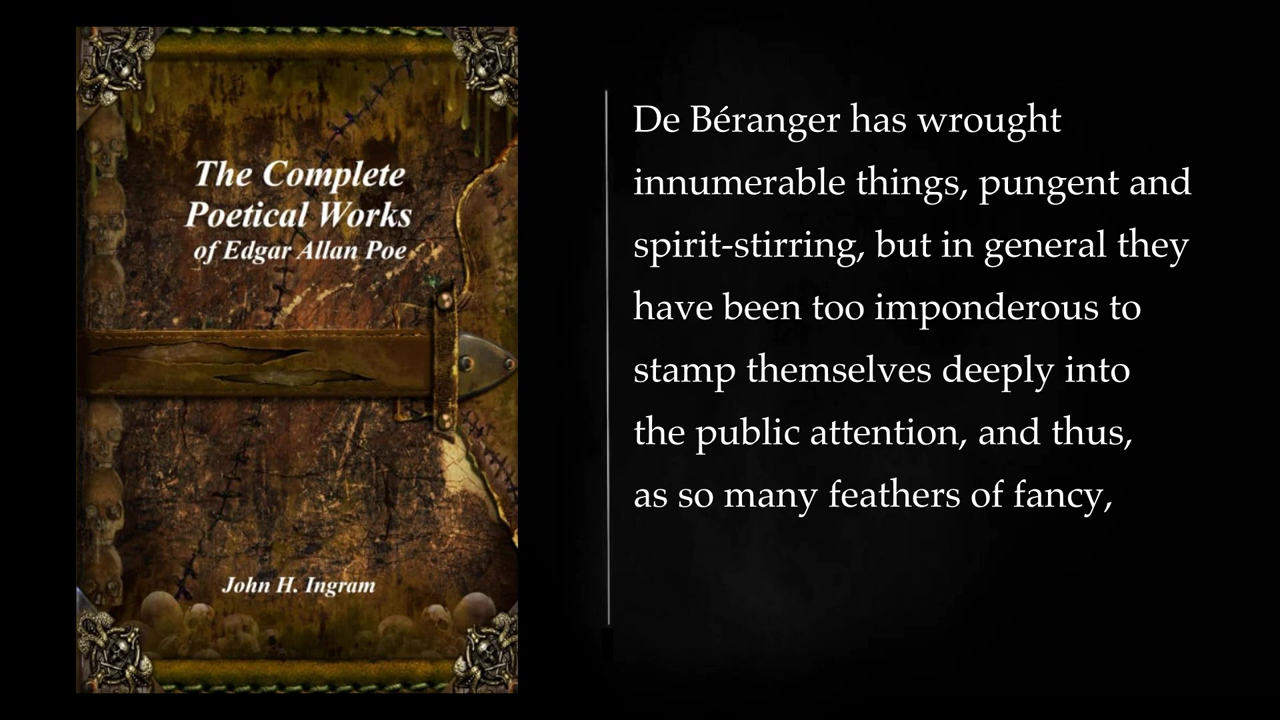 The Complete
Poetical Works
of Edgar Allan Poe
John H. Ingram
De Béranger has wrought
innumerable things, pungent and
spirit-stirring, but in general they
have been too imponderous to
stamp themselves deeply into
the public attention, and thus,
as so many feathers of fancy,